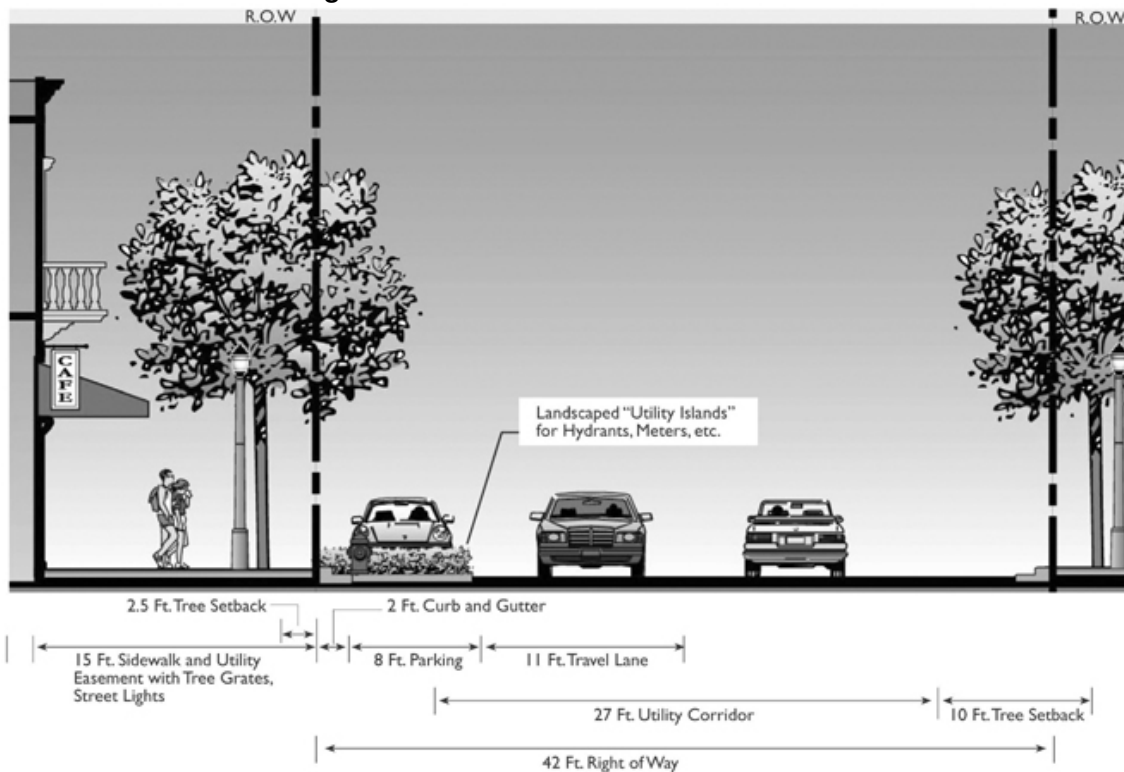 R.O.W
R.O.W
CAFE
Landscaped "Utility Islands"
for Hydrants, Meters, etc.
2.5 Ft. Tree Setback
2 Ft. Curb and Gutter
15 Ft. Sidewalk and Utility
Easement with Tree Grates,
Street Lights
8 Ft. Parking
11 Ft. Travel Lane
27 Ft. Utility Corridor
10 Ft. Tree Setback
42 Ft. Right of Way